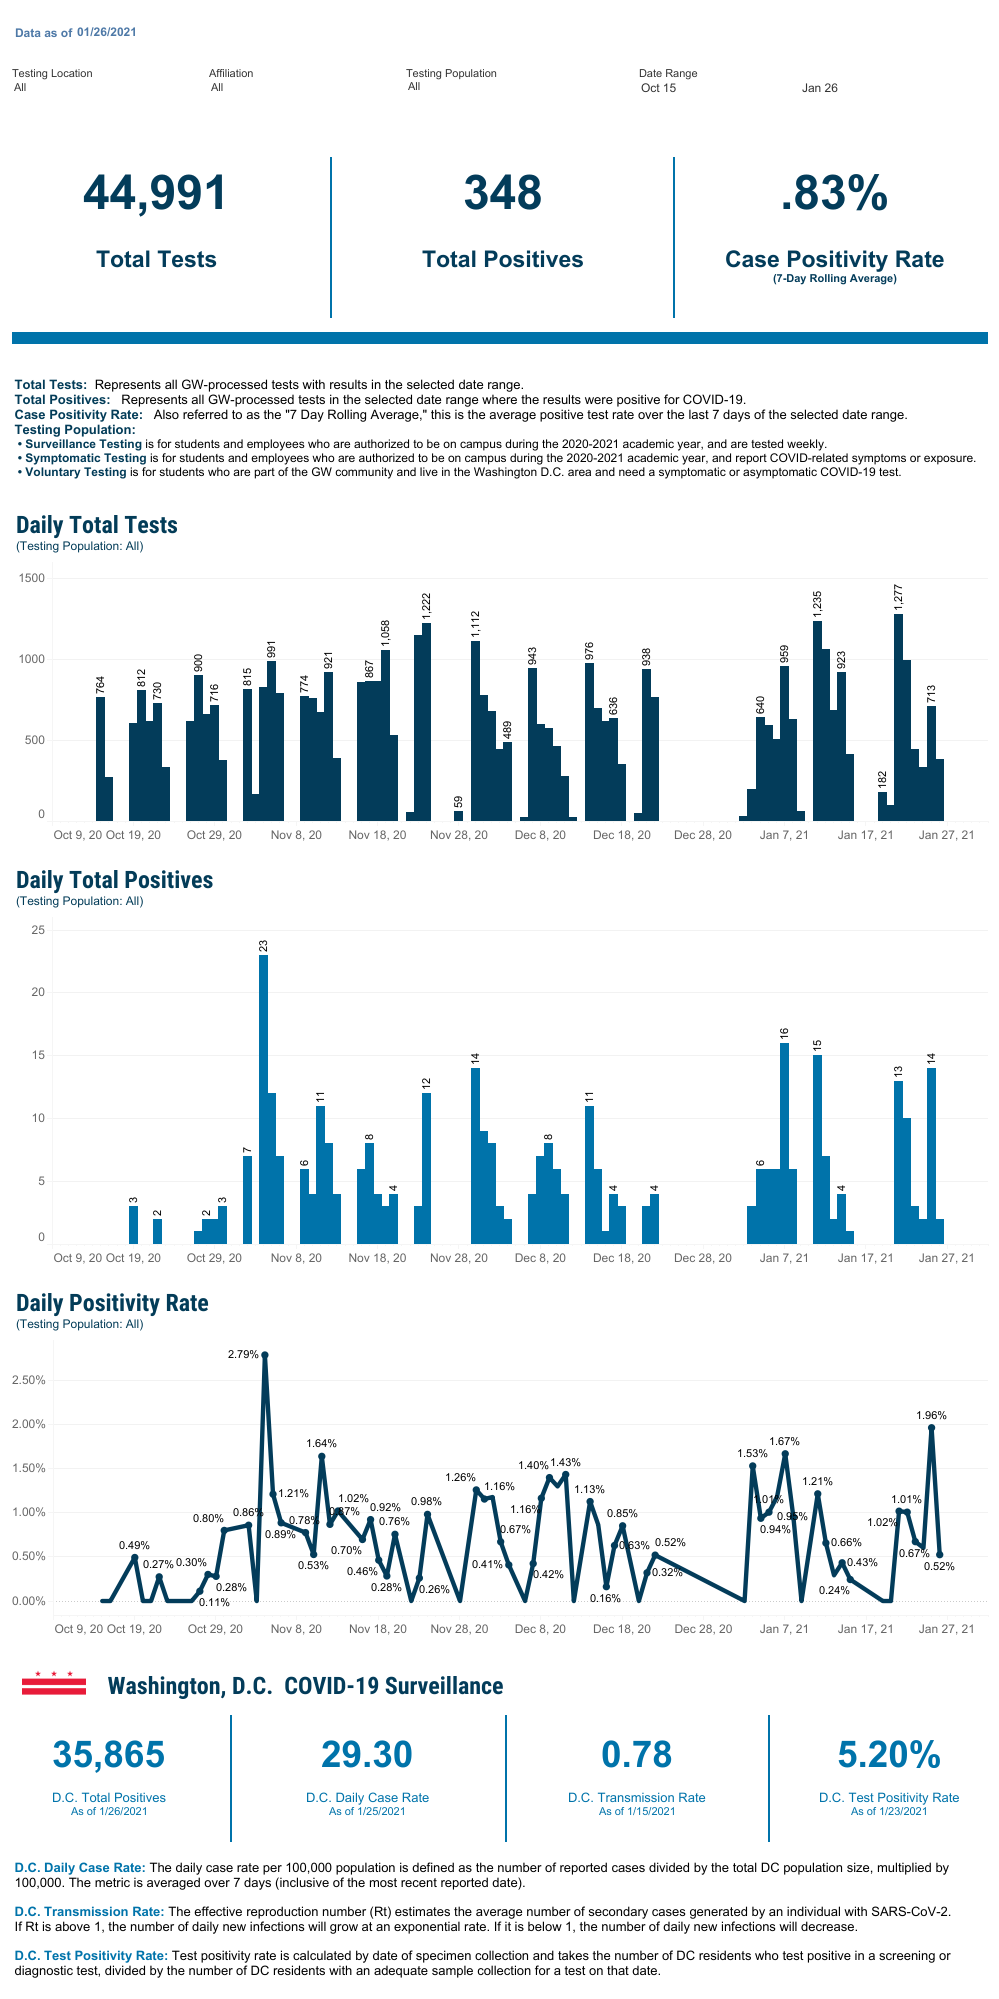 Data as of 01/26/2021
Testing Location Affiliation Testing Population Date Range
All All All Oct 15 Jan 26
44,991 348 .83%
Total Tests Total Positives Case Positivity Rate
(7-Day Rolling Average)
Total Tests: Represents all GW-processed tests with results in the selected date range.
Total Positives: Represents all GW-processed tests in the selected date range where the results were positive for COVID-19.
Case Positivity Rate: Also referred to as the "7 Day Rolling Average," this is the average positive test rate over the last 7 days of the selected date range.
Testing Population:
• Surveillance Testing is for students and employees who are authorized to be on campus during the 2020-2021 academic year, and are tested weekly.
• Symptomatic Testing is for students and employees who are authorized to be on campus during the 2020-2021 academic year, and report COVID-related symptoms or exposure.
• Voluntary Testing is for students who are part of the GW community and live in the Washington D.C. area and need a symptomatic or asymptomatic COVID-19 test.
Daily Total Tests
(Testing Population: All)
1500
1000
500
0
764 812 730 900 716 815 991 774 921 867 1,058 1,222 59 1,112 489 943 976 636 938 640 959 1,235 923 182 1,277 713
Oct 9, 20 Oct 19, 20 Oct 29, 20 Nov 8, 20 Nov 18, 20 Nov 28, 20 Dec 8, 20 Dec 18, 20 Dec 28, 20 Jan 7, 21 Jan 17, 21 Jan 27, 21
Daily Total Positives
(Testing Population: All)
25
20
15
10
5
0
3 2 2 3 7 23 6 11 8 4 12 14 8 11 4 4 6 16 15 4 13 14
Oct 9, 20 Oct 19, 20 Oct 29, 20 Nov 8, 20 Nov 18, 20 Nov 28, 20 Dec 8, 20 Dec 18, 20 Dec 28, 20 Jan 7, 21 Jan 17, 21 Jan 27, 21
Daily Positivity Rate
(Testing Population: All)
2.50%
2.00%
1.50%
1.00%
0.50%
0.00%
0.49% 0.27% 0.30% 0.11% 0.80% 0.28% 0.86% 2.79% 1.21% 0.89% 0.78% 0.53% 1.64% 1.02% 0.70% 0.92% 0.46% 0.28% 0.76% 0.26% 0.98% 1.26% 1.16% 0.67% 0.41% 0.42% 1.16% 1.40% 1.43% 1.13% 0.16% 0.63% 0.85% 0.32% 0.52% 1.53% 0.94% 1.67% 1.21% 0.66% 0.24% 0.43% 1.02% 1.01% 0.67% 1.96% 0.52%
Oct 9, 20 Oct 19, 20 Oct 29, 20 Nov 8, 20 Nov 18, 20 Nov 28, 20 Dec 8, 20 Dec 18, 20 Dec 28, 20 Jan 7, 21 Jan 17, 21 Jan 27, 21
Washington, D.C. COVID-19 Surveillance
35,865 29.30 0.78 5.20%
D.C. Total Positives D.C. Daily Case Rate D.C. Transmission Rate D.C. Test Positivity Rate
As of 1/26/2021 As of 1/25/2021 As of 1/15/2021 As of 1/23/2021
D.C. Daily Case Rate: The daily case rate per 100,000 population is defined as the number of reported cases divided by the total DC population size, multiplied by
100,000. The metric is averaged over 7 days (inclusive of the most recent reported date).
D.C. Transmission Rate: The effective reproduction number (Rt) estimates the average number of secondary cases generated by an individual with SARS-CoV-2.
If Rt is above 1, the number of daily new infections will grow at an exponential rate. If it is below 1, the number of daily new infections will decrease.
D.C. Test Positivity Rate: Test positivity rate is calculated by date of specimen collection and takes the number of DC residents who test positive in a screening or
diagnostic test, divided by the number of DC residents with an adequate sample collection for a test on that date.